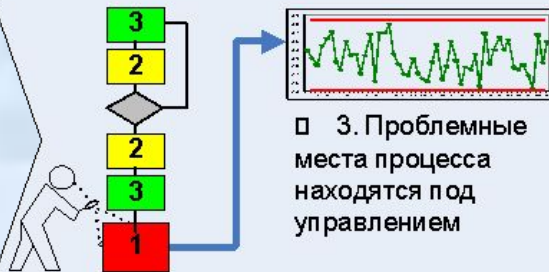 3
2
2
3
1
▯ 3. Проблемные
места процесса
находятся под
управлением